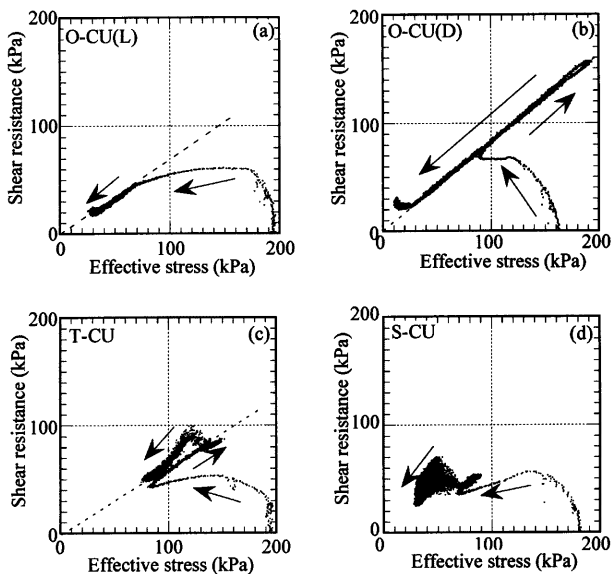 200
O-CU(L)
(a)
Shear resistance (kPa)
100
0
0
100
200
Effective stress (kPa)
200
O-CU(D)
(b)
Shear resistance (kPa)
100
0
0
100
200
Effective stress (kPa)
200
T-CU
(c)
Shear resistance (kPa)
100
0
0
100
200
Effective stress (kPa)
200
S-CU
(d)
Shear resistance (kPa)
100
0
0
100
200
Effective stress (kPa)